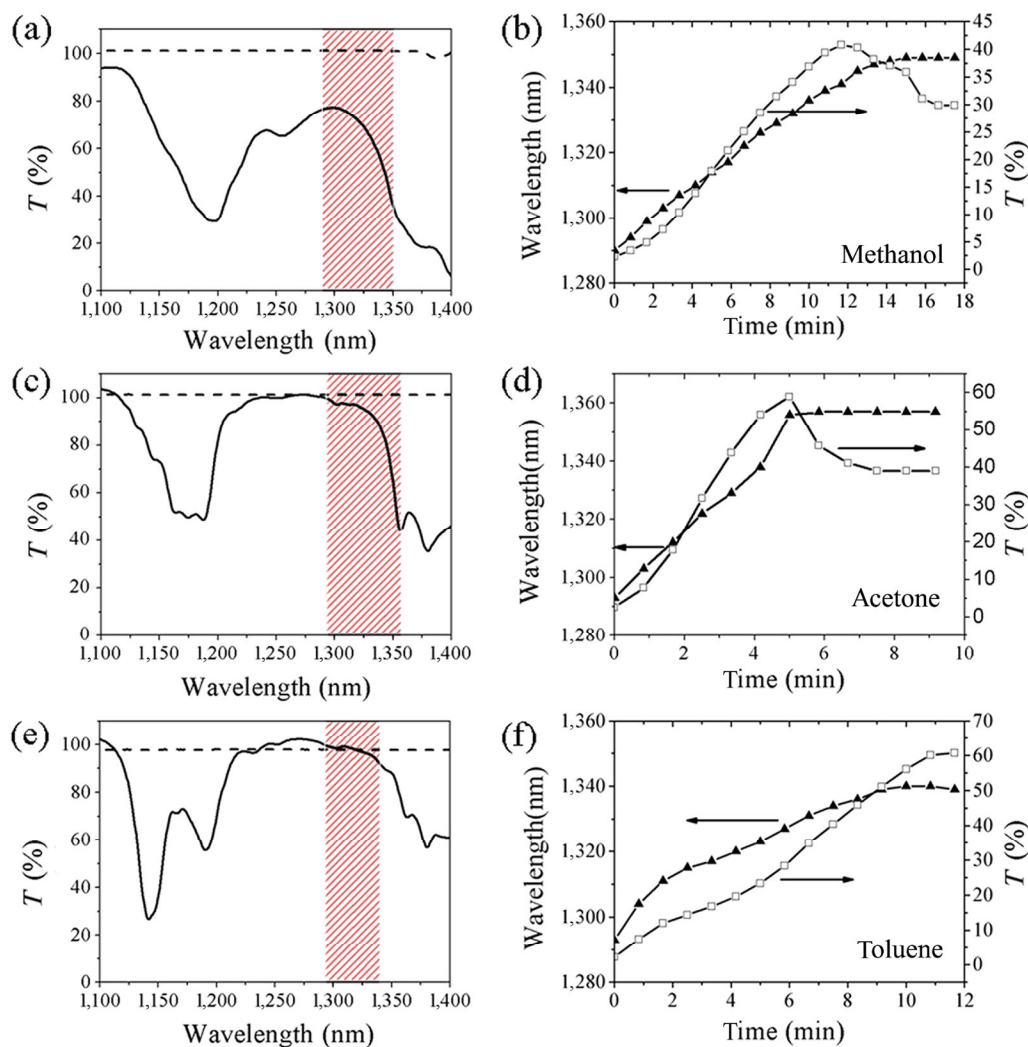 (a)
T (%)
100
80
60
40
20
0
1,100 1,150 1,200 1,250 1,300 1,350 1,400
Wavelength (nm)
(b)
Wavelength (nm)
1,360
1,340
1,320
1,300
1,280
T (%)
45
40
35
30
25
20
15
10
5
0
Methanol
0 2 4 6 8 10 12 14 16 18
Time (min)
(c)
T (%)
100
80
60
40
20
0
1,100 1,150 1,200 1,250 1,300 1,350 1,400
Wavelength (nm)
(d)
Wavelength(nm)
1,360
1,340
1,320
1,300
1,280
T (%)
60
50
40
30
20
10
0
Acetone
0 2 4 6 8 10
Time (min)
(e)
T (%)
100
80
60
40
20
0
1,100 1,150 1,200 1,250 1,300 1,350 1,400
Wavelength (nm)
(f)
Wavelength(nm)
1,360
1,340
1,320
1,300
1,280
T (%)
70
60
50
40
30
20
10
0
Toluene
0 2 4 6 8 10 12
Time (min)